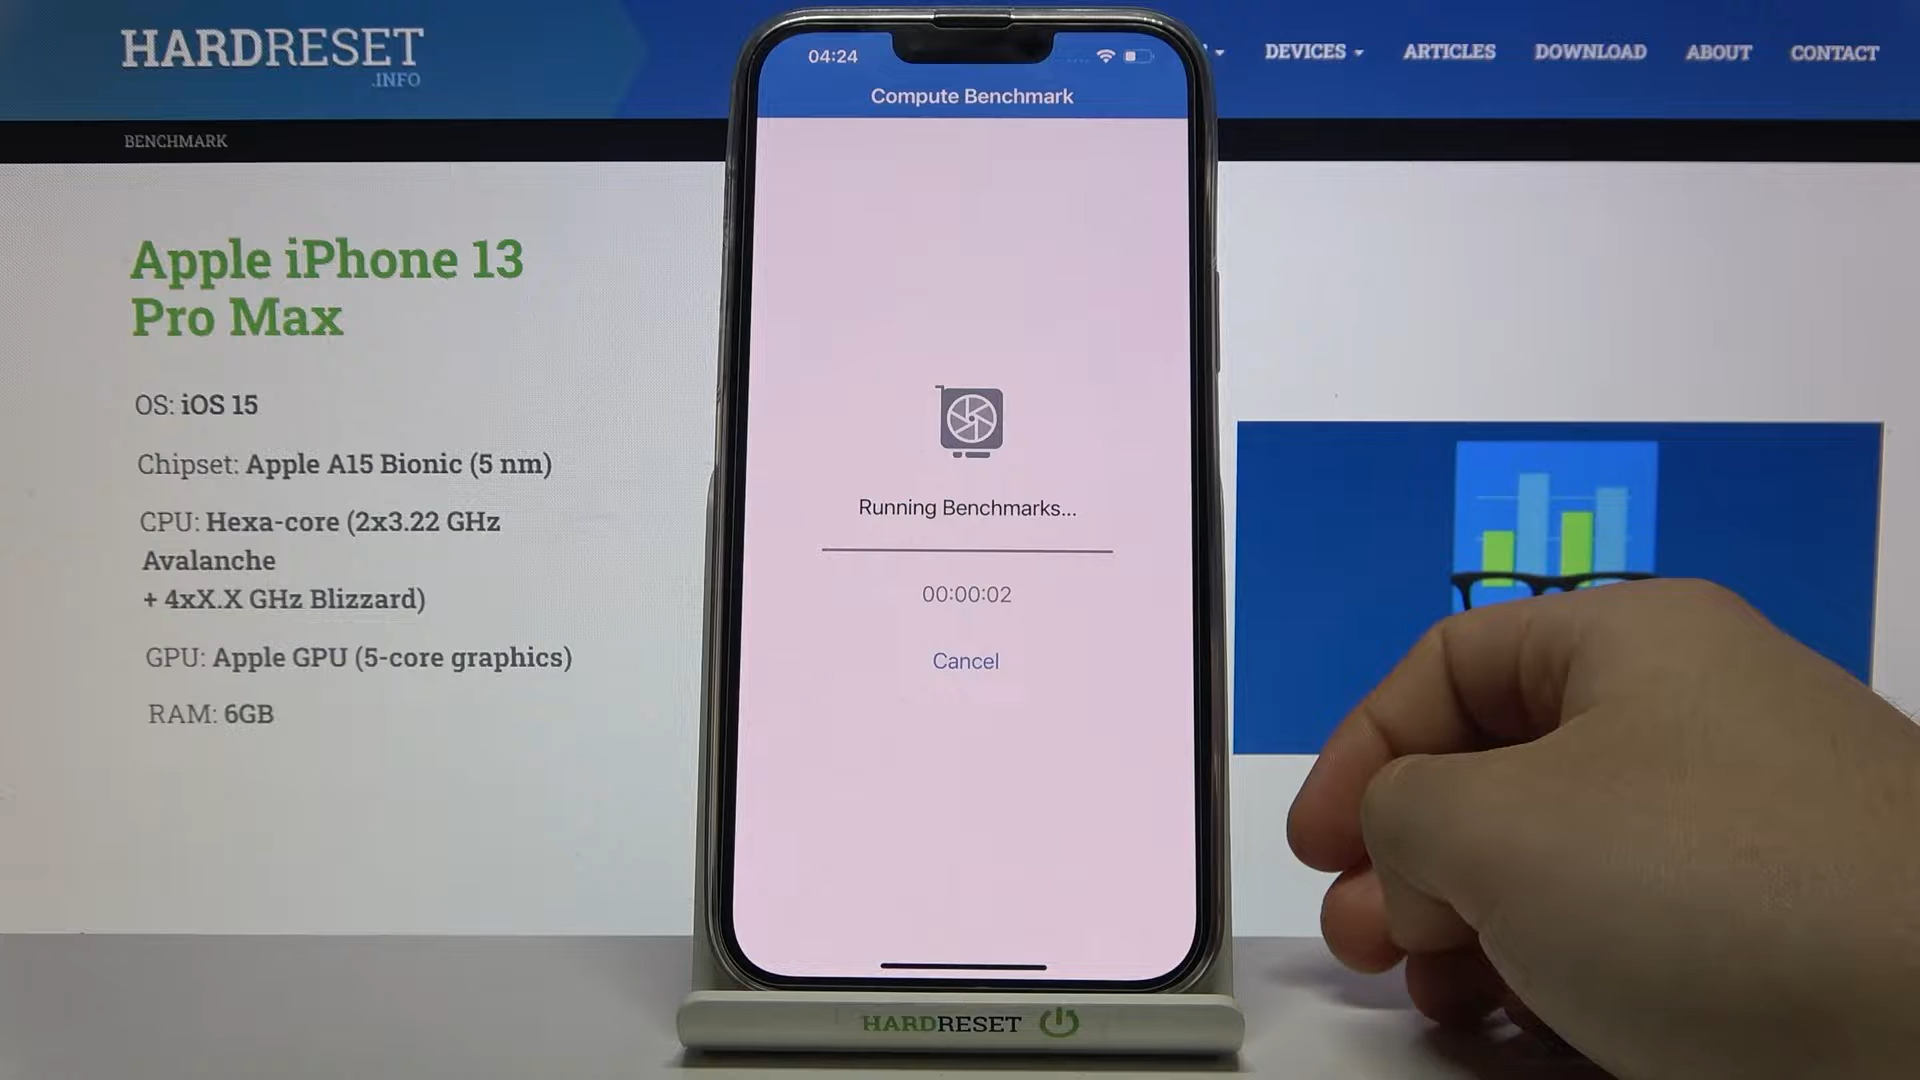 HARDRESET
.INFO
DEVICES
ARTICLES
DOWNLOAD
ABOUT
CONTACT
BENCHMARK
Apple iPhone 13
Pro Max
OS: iOS 15
Chipset: Apple A15 Bionic (5 nm)
CPU: Hexa-core (2x3.22 GHz
Avalanche
+ 4xX.X GHz Blizzard)
GPU: Apple GPU (5-core graphics)
RAM: 6GB
04:24
Compute Benchmark
Running Benchmarks...
00:00:02
Cancel
HARDRESET